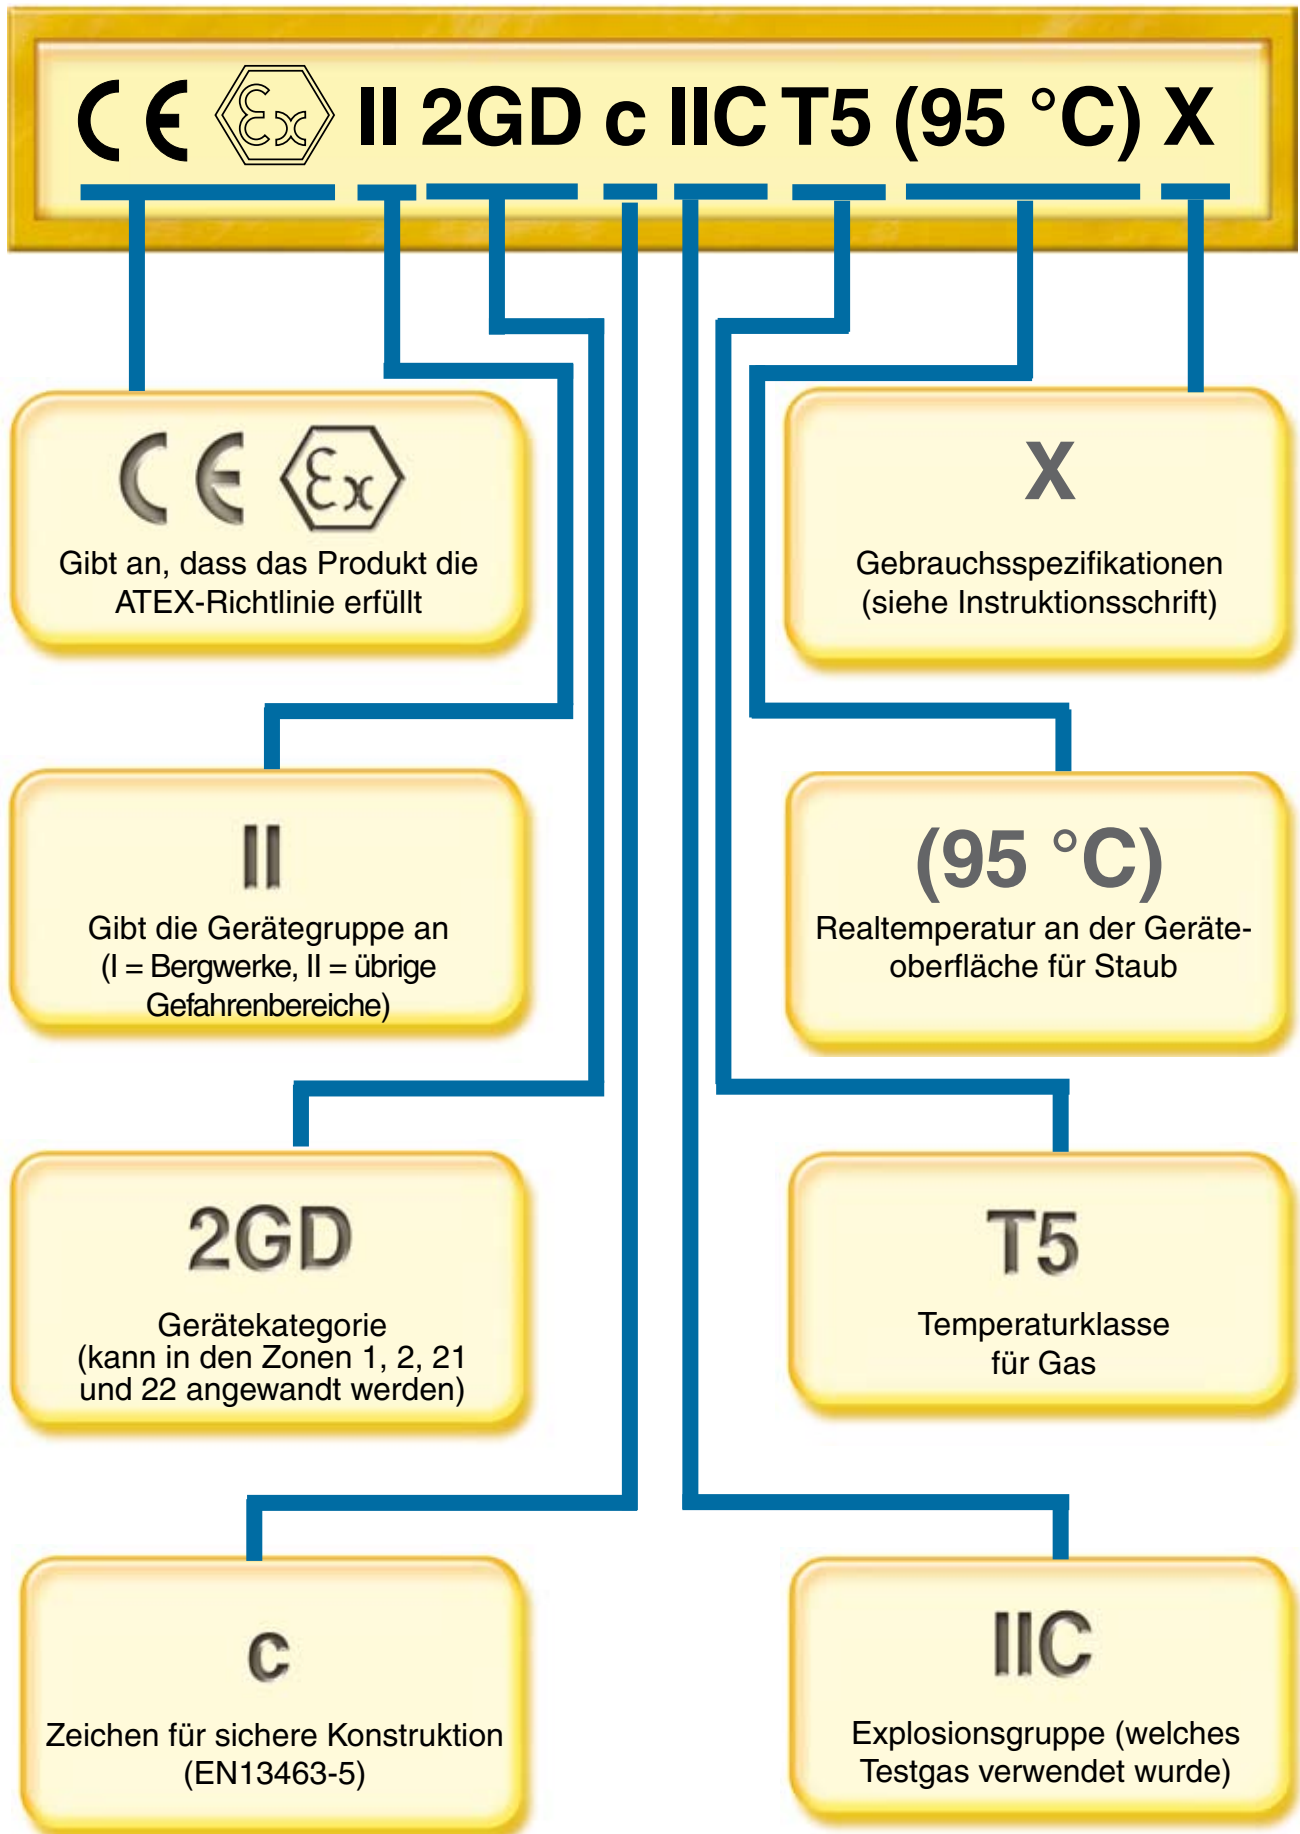 CE Ex II 2GD c IIC T5 (95 °C) X
CE Ex
Gibt an, dass das Produkt die
ATEX-Richtlinie erfüllt
X
Gebrauchsspezifikationen
(siehe Instruktionsschrift)
II
Gibt die Gerätegruppe an
(I = Bergwerke, II = übrige
Gefahrenbereiche)
(95 °C)
Realtemperatur an der Geräte-
oberfläche für Staub
2GD
Gerätekategorie
(kann in den Zonen 1, 2, 21
und 22 angewandt werden)
T5
Temperaturklasse
für Gas
c
Zeichen für sichere Konstruktion
(EN13463-5)
IIC
Explosionsgruppe (welches
Testgas verwendet wurde)